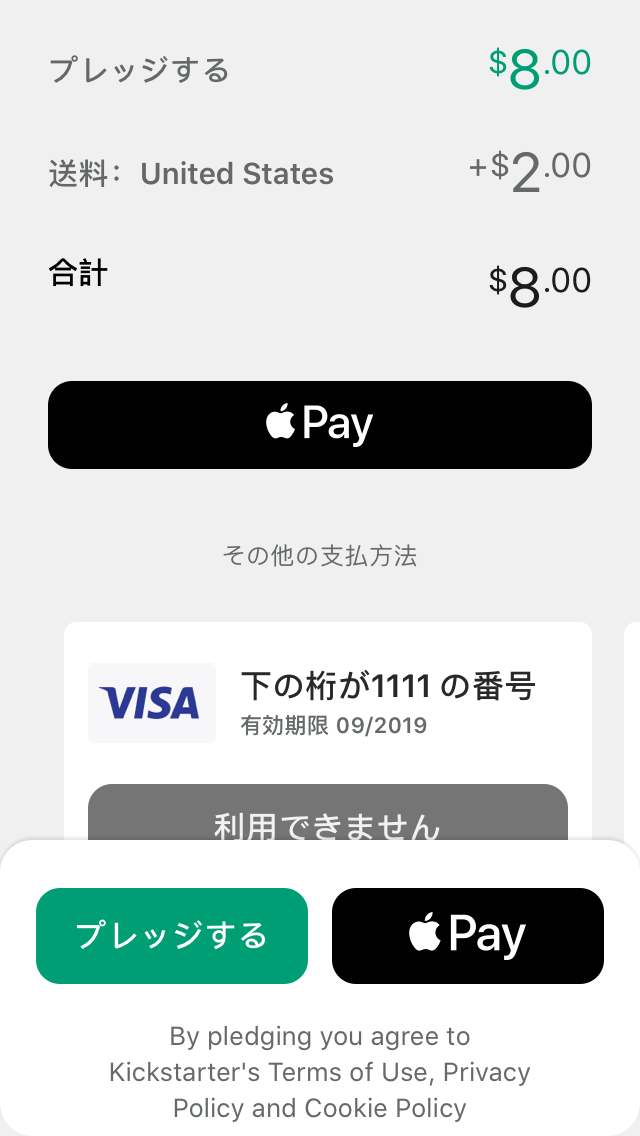 プレッジする $8.00
送料： United States +$2.00
合計 $8.00
Pay
その他の支払方法
VISA 下の桁が1111 の番号
有効期限 09/2019
利用できません
プレッジする Pay
By pledging you agree to
Kickstarter's Terms of Use, Privacy
Policy and Cookie Policy